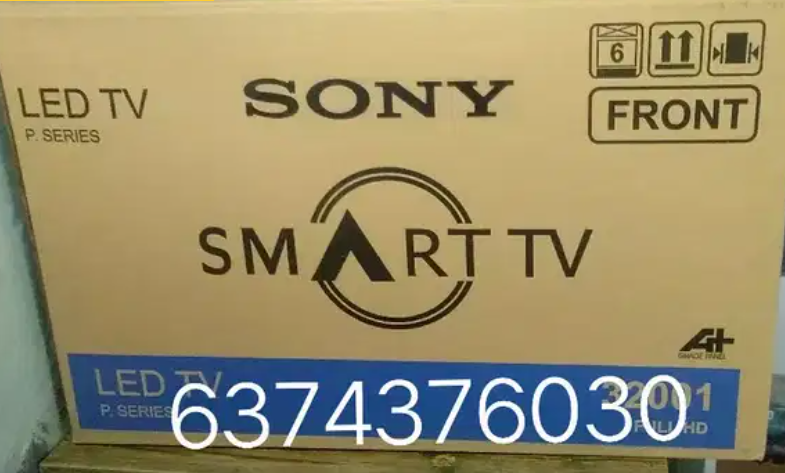 LED TV
P. SERIES
SONY
6
FRONT
SMART TV
A+
GRADE PANEL
LED TV
P. SERIES
32001
FULL HD
6374376030